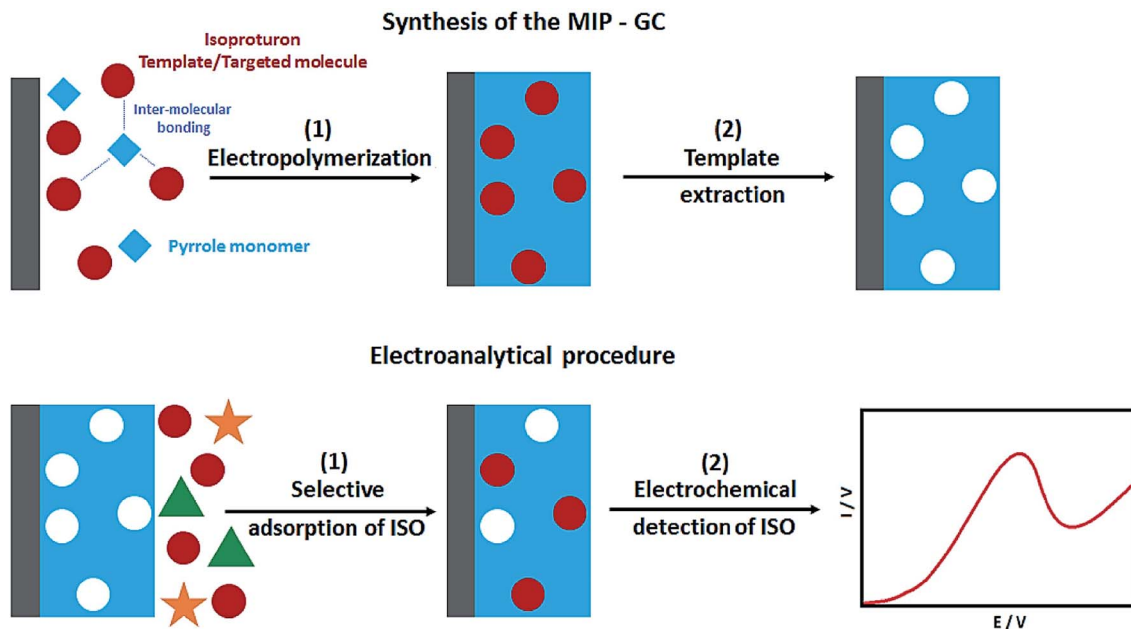 Synthesis of the MIP - GC
Isoproturon
Template/Targeted molecule
Inter-molecular
bonding
(1)
Electropolymerization
(2)
Template
extraction
Pyrrole monomer
Electroanalytical procedure
(1)
Selective
adsorption of ISO
(2)
Electrochemical
detection of ISO
I / V
E / V